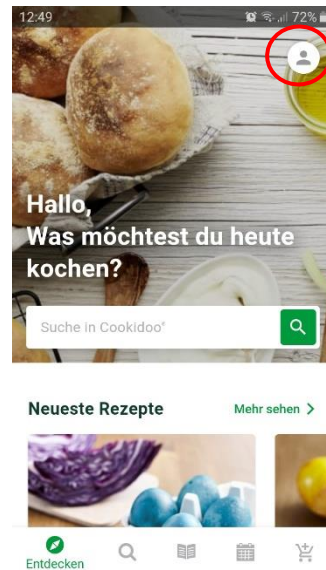 12:49
72%
Hallo,
Was möchtest du heute
kochen?
Suche in Cookidoo®
Neueste Rezepte
Mehr sehen >
Entdecken